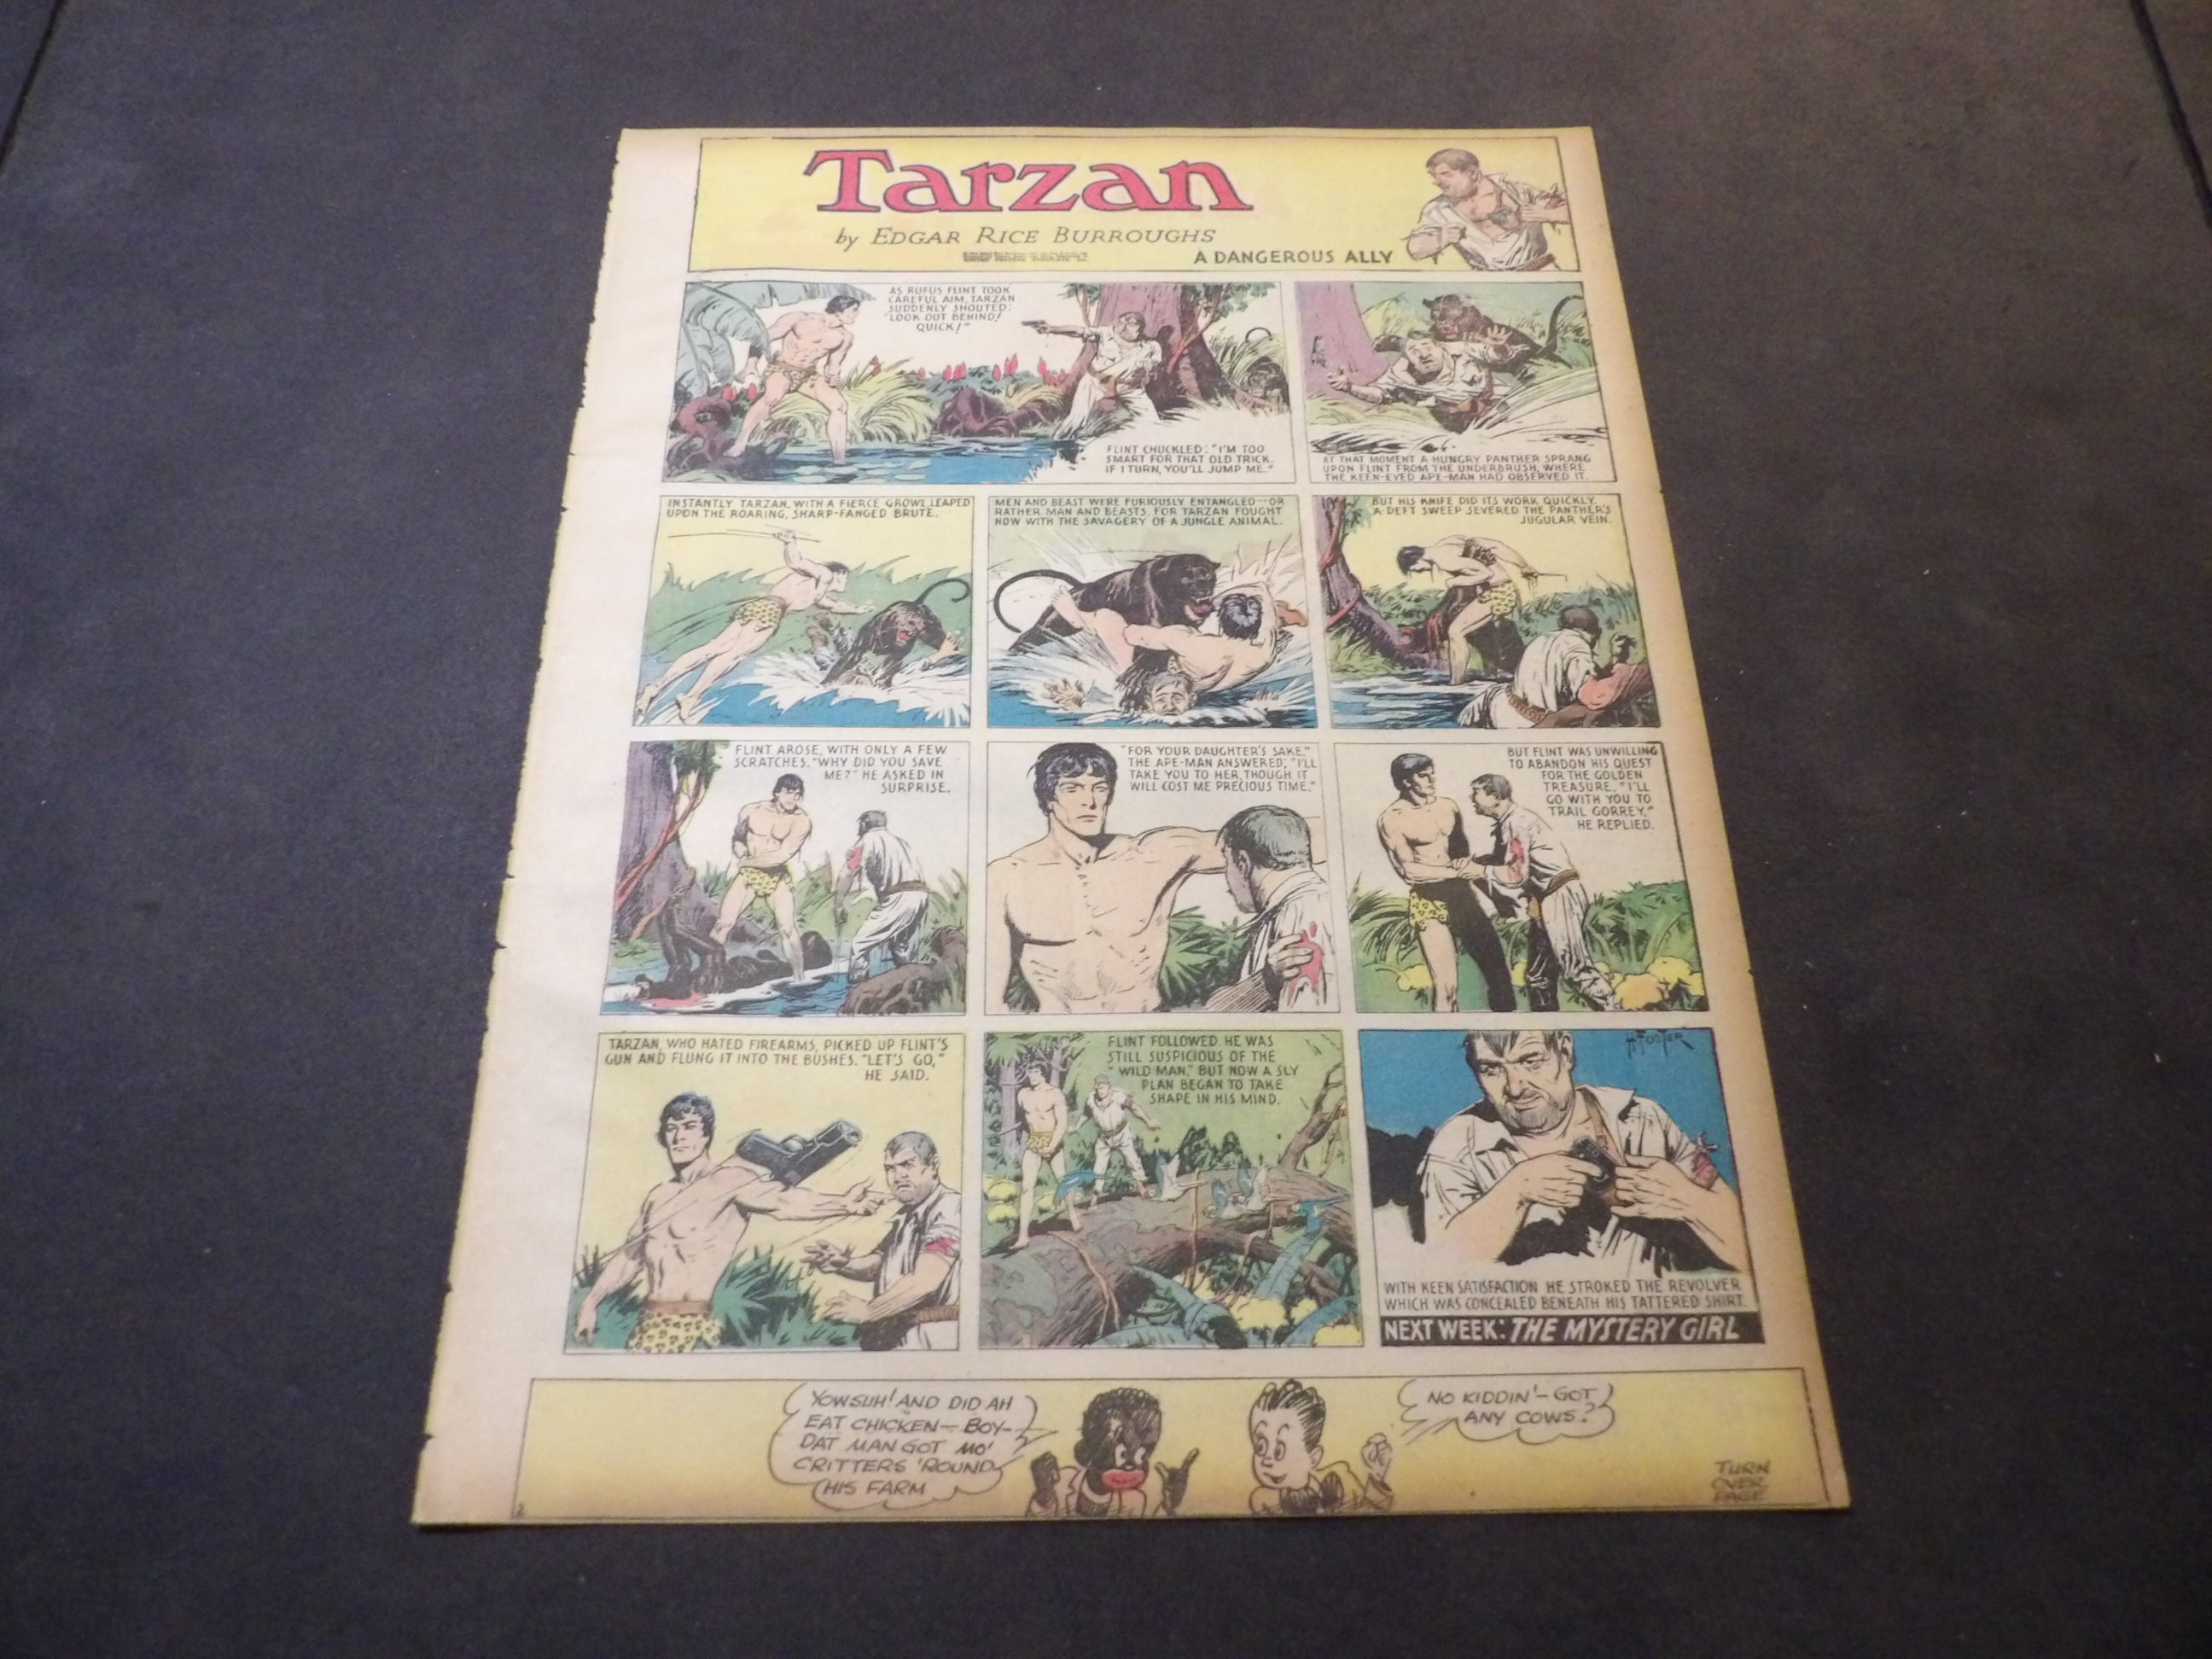 Tarzan
by EDGAR RICE BURROUGHS
A DANGEROUS ALLY
AS RUFUS FLINT TOOK
CAREFUL AIM, TARZAN
SUDDENLY SHOUTED:
"LOOK OUT BEHIND!
QUICK!"
FLINT CHUCKLED: "I'M TOO
SMART FOR THAT OLD TRICK.
IF I TURN, YOU'LL JUMP ME."
AT THAT MOMENT A HUNGRY PANTHER SPRANG
UPON FLINT FROM THE UNDERBRUSH, WHERE
THE KEEN-EYED APE-MAN HAD OBSERVED IT.
INSTANTLY TARZAN, WITH A FIERCE GROWL, LEAPED
UPON THE ROARING, SHARP-FANGED BRUTE.
MEN AND BEAST WERE FURIOUSLY ENTANGLED--OR
RATHER MAN AND BEASTS, FOR TARZAN FOUGHT
NOW WITH THE SAVAGERY OF A JUNGLE ANIMAL.
BUT HIS KNIFE DID ITS WORK QUICKLY.
A DEFT SWEEP SEVERED THE PANTHER'S
JUGULAR VEIN.
FLINT AROSE, WITH ONLY A FEW
SCRATCHES. "WHY DID YOU SAVE
ME?" HE ASKED IN
SURPRISE.
"FOR YOUR DAUGHTER'S SAKE,"
THE APE-MAN ANSWERED; "I'LL
TAKE YOU TO HER, THOUGH IT
WILL COST ME PRECIOUS TIME."
BUT FLINT WAS UNWILLING
TO ABANDON HIS QUEST
FOR THE GOLDEN
TREASURE. "I'LL
GO WITH YOU TO
TRAIL GORREY,"
HE REPLIED.
TARZAN, WHO HATED FIREARMS, PICKED UP FLINT'S
GUN AND FLUNG IT INTO THE BUSHES. "LET'S GO,"
HE SAID.
FLINT FOLLOWED. HE WAS
STILL SUSPICIOUS OF THE
"WILD MAN." BUT NOW A SLY
PLAN BEGAN TO TAKE
SHAPE IN HIS MIND.
H FOSTER
WITH KEEN SATISFACTION HE STROKED THE REVOLVER
WHICH WAS CONCEALED BENEATH HIS TATTERED SHIRT.
NEXT WEEK: THE MYSTERY GIRL
YOWSUH! AND DID AH
EAT CHICKEN—BOY—
DAT MAN GOT MO'
CRITTERS 'ROUND
HIS FARM
NO KIDDIN'—GOT
ANY COWS?
TURN
OVER
PAGE